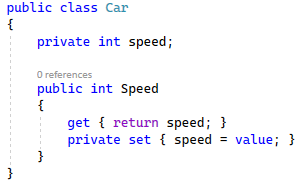 public class Car
{
    private int speed;
    0 references
    public int Speed
    {
        get { return speed; }
        private set { speed = value; }
    }
}